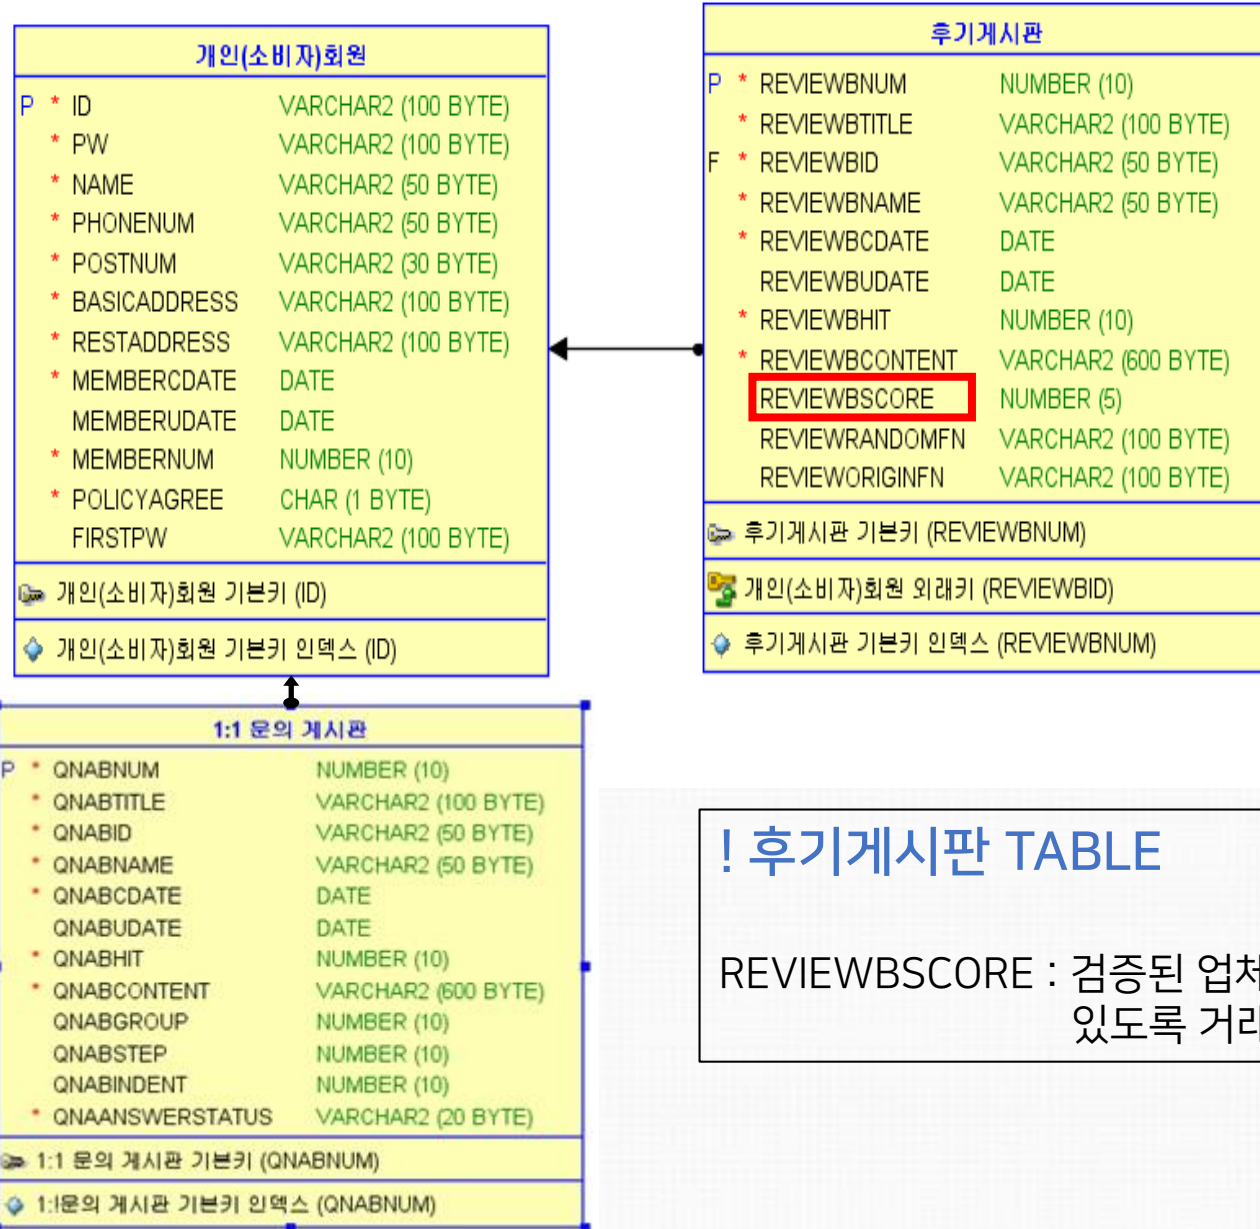 개인(소비자)회원
P * ID VARCHAR2 (100 BYTE)
* PW VARCHAR2 (100 BYTE)
* NAME VARCHAR2 (50 BYTE)
* PHONENUM VARCHAR2 (50 BYTE)
* POSTNUM VARCHAR2 (30 BYTE)
* BASICADDRESS VARCHAR2 (100 BYTE)
* RESTADDRESS VARCHAR2 (100 BYTE)
* MEMBERCDATE DATE
MEMBERUDATE DATE
* MEMBERNUM NUMBER (10)
* POLICYAGREE CHAR (1 BYTE)
FIRSTPW VARCHAR2 (100 BYTE)
개인(소비자)회원 기본키 (ID)
개인(소비자)회원 기본키 인덱스 (ID)
후기게시판
P * REVIEWBNUM NUMBER (10)
* REVIEWBTITLE VARCHAR2 (100 BYTE)
F * REVIEWBID VARCHAR2 (50 BYTE)
* REVIEWBNAME VARCHAR2 (50 BYTE)
* REVIEWBCDATE DATE
REVIEWBUDATE DATE
* REVIEWBHIT NUMBER (10)
* REVIEWBCONTENT VARCHAR2 (600 BYTE)
REVIEWBSCORE NUMBER (5)
REVIEWRANDOMFN VARCHAR2 (100 BYTE)
REVIEWORIGINFN VARCHAR2 (100 BYTE)
후기게시판 기본키 (REVIEWBNUM)
개인(소비자)회원 외래키 (REVIEWBID)
후기게시판 기본키 인덱스 (REVIEWBNUM)
1:1 문의 게시판
P * QNABNUM NUMBER (10)
* QNABTITLE VARCHAR2 (100 BYTE)
* QNABID VARCHAR2 (50 BYTE)
* QNABNAME VARCHAR2 (50 BYTE)
* QNABCDATE DATE
QNABUDATE DATE
* QNABHIT NUMBER (10)
* QNABCONTENT VARCHAR2 (600 BYTE)
QNABGROUP NUMBER (10)
QNABSTEP NUMBER (10)
QNABINDENT NUMBER (10)
* QNAANSWERSTATUS VARCHAR2 (20 BYTE)
1:1 문의 게시판 기본키 (QNABNUM)
1:!문의 게시판 기본키 인덱스 (QNABNUM)
! 후기게시판 TABLE
REVIEWBSCORE : 검증된 업체
있도록 거래